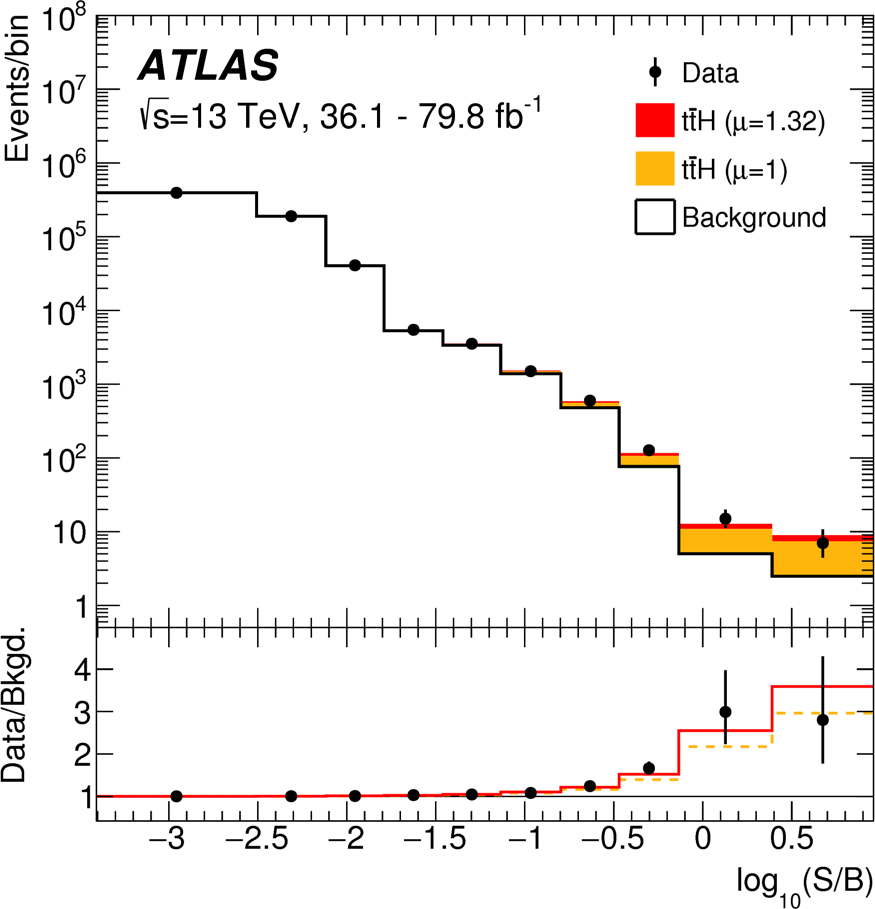 Events/bin
10⁸
10⁷
10⁶
10⁵
10⁴
10³
10²
10
1
ATLAS
√s=13 TeV, 36.1 - 79.8 fb⁻¹
Data
tt̄H (μ=1.32)
tt̄H (μ=1)
Background
Data/Bkgd.
4
3
2
1
−3 −2.5 −2 −1.5 −1 −0.5 0 0.5
log₁₀(S/B)